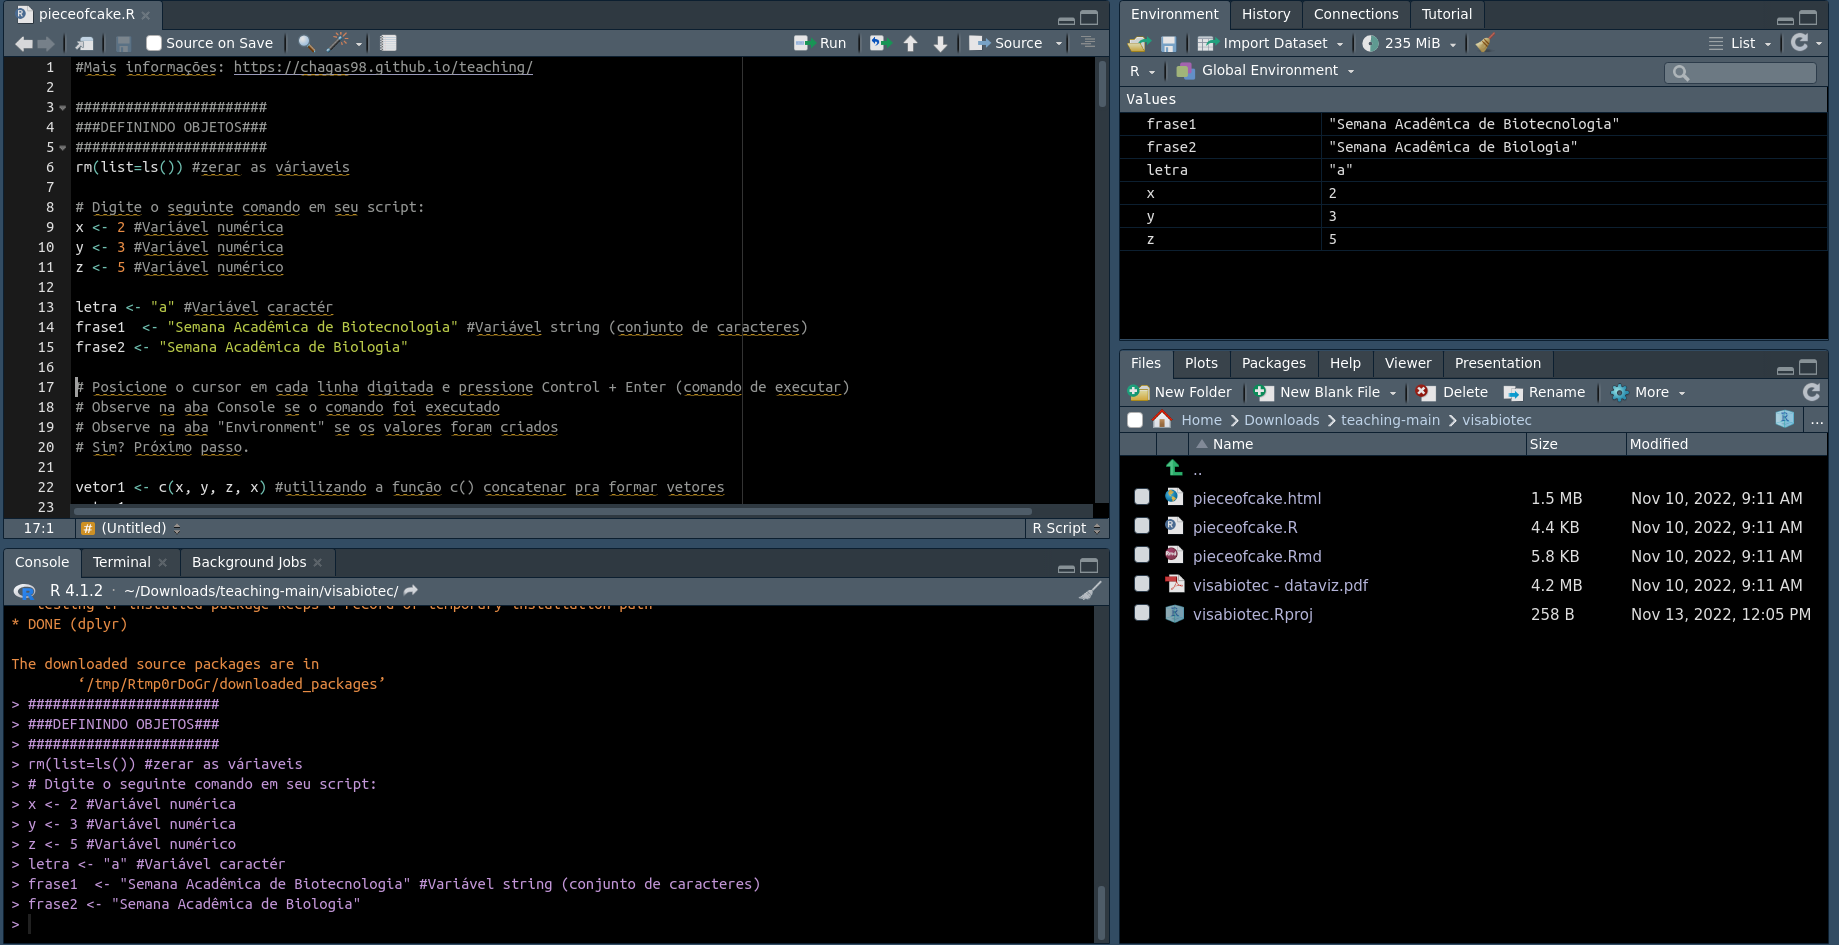 pieceofcake.R
Source on Save
Run
Source
1 #Mais informações: https://chagas98.github.io/teaching/
2
3 #######################
4 ###DEFININDO OBJETOS###
5 #######################
6 rm(list=ls()) #zerar as váriaveis
7
8 # Digite o seguinte comando em seu script:
9 x <- 2 #Variável numérica
10 y <- 3 #Variável numérica
11 z <- 5 #Variável numérico
12
13 letra <- "a" #Variável caractér
14 frase1  <- "Semana Acadêmica de Biotecnologia" #Variável string (conjunto de caracteres)
15 frase2 <- "Semana Acadêmica de Biologia"
16
17 # Posicione o cursor em cada linha digitada e pressione Control + Enter (comando de executar)
18 # Observe na aba Console se o comando foi executado
19 # Observe na aba "Environment" se os valores foram criados
20 # Sim? Próximo passo.
21
22 vetor1 <- c(x, y, z, x) #utilizando a função c() concatenar pra formar vetores
23
17:1 # (Untitled) R Script
Console Terminal Background Jobs
R 4.1.2 · ~/Downloads/teaching-main/visabiotec/
testing if installed package keeps a record of temporary installation path
* DONE (dplyr)
The downloaded source packages are in
‘/tmp/Rtmp0rDoGr/downloaded_packages’
> #######################
> ###DEFININDO OBJETOS###
> #######################
> rm(list=ls()) #zerar as váriaveis
> # Digite o seguinte comando em seu script:
> x <- 2 #Variável numérica
> y <- 3 #Variável numérica
> z <- 5 #Variável numérico
> letra <- "a" #Variável caractér
> frase1  <- "Semana Acadêmica de Biotecnologia" #Variável string (conjunto de caracteres)
> frase2 <- "Semana Acadêmica de Biologia"
>
Environment History Connections Tutorial
Import Dataset 235 MiB List
R Global Environment
Values
frase1 "Semana Acadêmica de Biotecnologia"
frase2 "Semana Acadêmica de Biologia"
letra "a"
x 2
y 3
z 5
Files Plots Packages Help Viewer Presentation
New Folder New Blank File Delete Rename More
Home Downloads teaching-main visabiotec R ...
Name Size Modified
..
pieceofcake.html 1.5 MB Nov 10, 2022, 9:11 AM
pieceofcake.R 4.4 KB Nov 10, 2022, 9:11 AM
pieceofcake.Rmd 5.8 KB Nov 10, 2022, 9:11 AM
visabiotec - dataviz.pdf 4.2 MB Nov 10, 2022, 9:11 AM
visabiotec.Rproj 258 B Nov 13, 2022, 12:05 PM